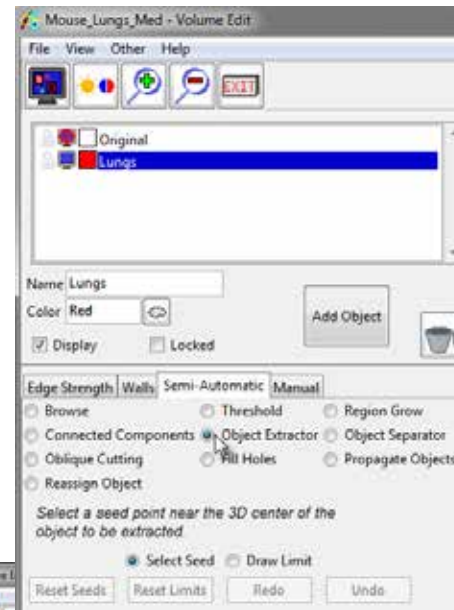 Mouse_Lungs_Med - Volume Edit
File View Other Help
EXIT
Original
Lungs
Name Lungs
Color Red
Add Object
Display Locked
Edge Strength Walls Semi-Automatic Manual
Browse Threshold Region Grow
Connected Components Object Extractor Object Separator
Oblique Cutting Fill Holes Propagate Objects
Reassign Object
Select a seed point near the 3D center of the
object to be extracted.
Select Seed Draw Limit
Reset Seeds Reset Limits Redo Undo